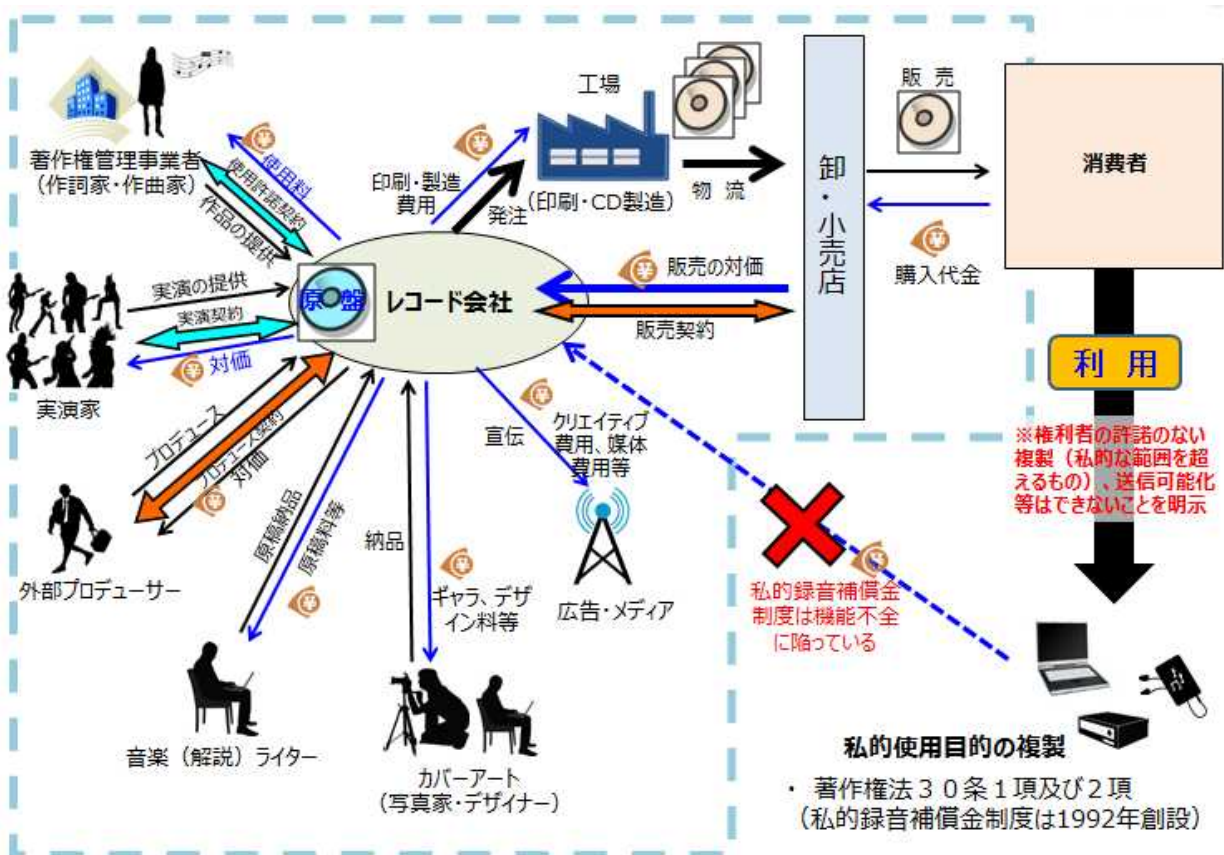 著作権管理事業者
（作詞家・作曲家）
使用料
使用許諾契約
作品の提供
印刷・製造
費用
発注
工場
（印刷・CD製造）
物 流
卸・小売店
販 売
購入代金
消費者
実演の提供
実演契約
対価
実演家
原 盤
レコード会社
販売の対価
販売契約
利 用
※権利者の許諾のない
複製（私的な範囲を超
えるもの）、送信可能化
等はできないことを明示
プロデュース
プロデュース契約
対価
外部プロデューサー
原稿納品
原稿料等
音楽（解説）ライター
納品
ギャラ、デザ
イン料等
カバーアート
（写真家・デザイナー）
宣伝
クリエイティブ
費用、媒体
費用等
広告・メディア
私的録音補償金
制度は機能不全
に陥っている
私的使用目的の複製
・ 著作権法３０条１項及び２項
（私的録音補償金制度は1992年創設）